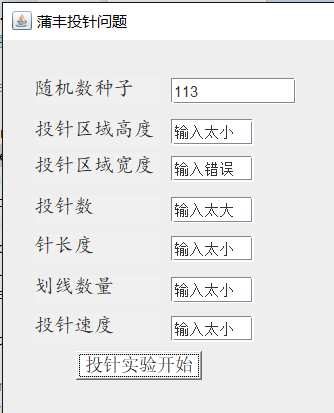 蒲丰投针问题
随机数种子 113
投针区域高度 输入太小
投针区域宽度 输入错误
投针数 输入太大
针长度 输入太小
划线数量 输入太小
投针速度 输入太小
投针实验开始